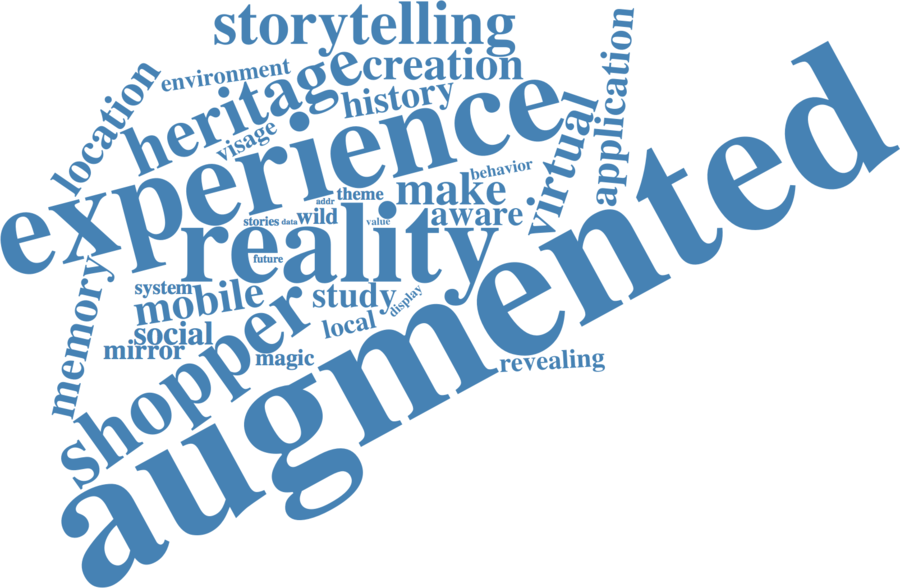 storytelling
environment
creation
heritage
location
application
history
visage
experience
virtual
augmented
behavior
theme
make
addr
wild
aware
stories
data
value
reality
future
memory
system
mobile
study
display
social
local
mirror
shopper
magic
revealing